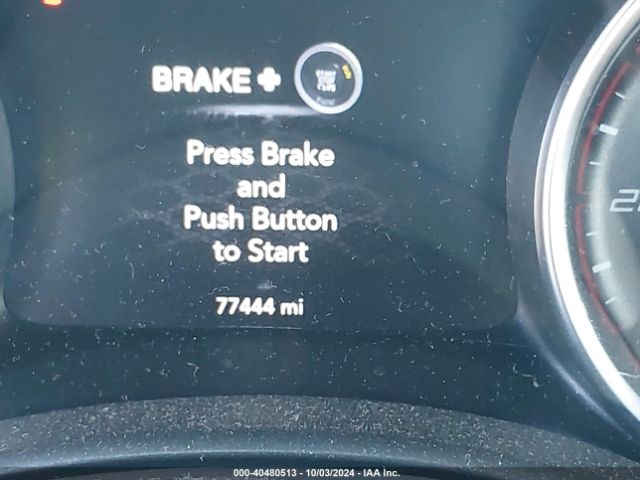 BRAKE +
Press Brake
and
Push Button
to Start
77444 mi
000-40480513 - 10/03/2024 - IAA Inc.